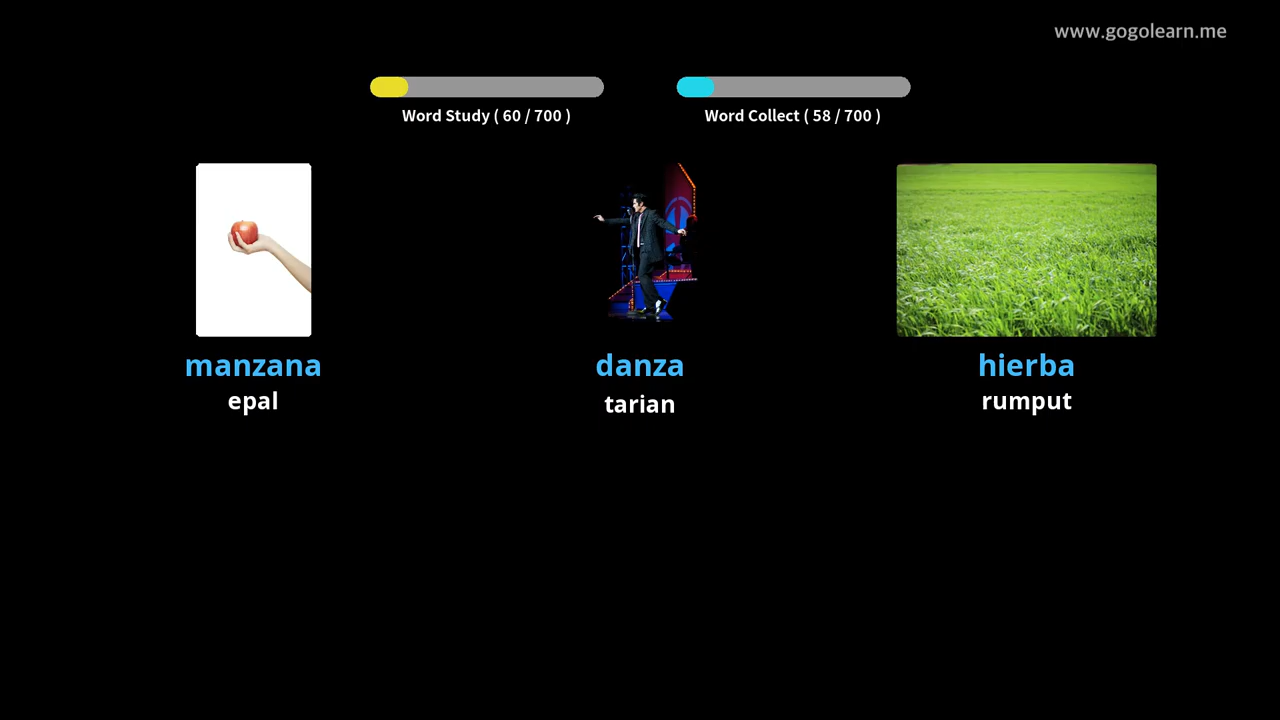 www.gogolearn.me
Word Study ( 60 / 700 )
Word Collect ( 58 / 700 )
manzana
epal
danza
tarian
hierba
rumput